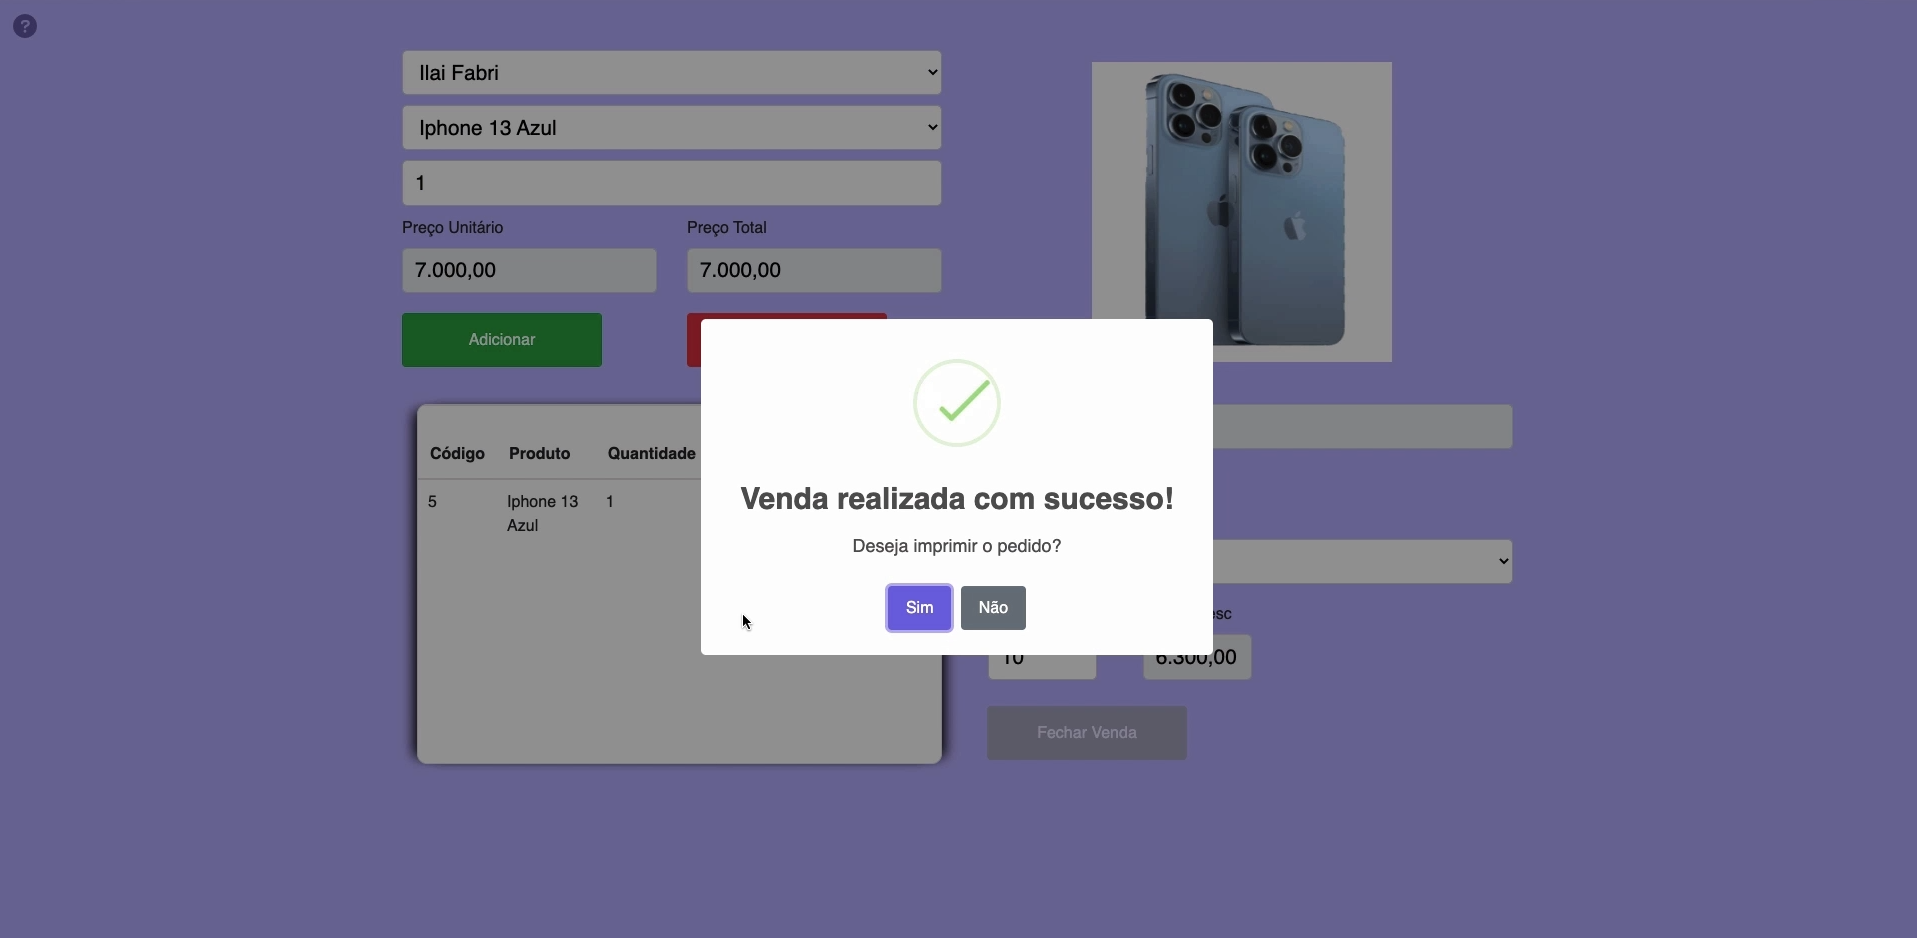 ?
Ilai Fabri
Iphone 13 Azul
1
Preço Unitário
Preço Total
7.000,00
7.000,00
Adicionar
Código
Produto
Quantidade
5
Iphone 13
Azul
1
Venda realizada com sucesso!
Deseja imprimir o pedido?
Sim
Não
esc
10
6.300,00
Fechar Venda